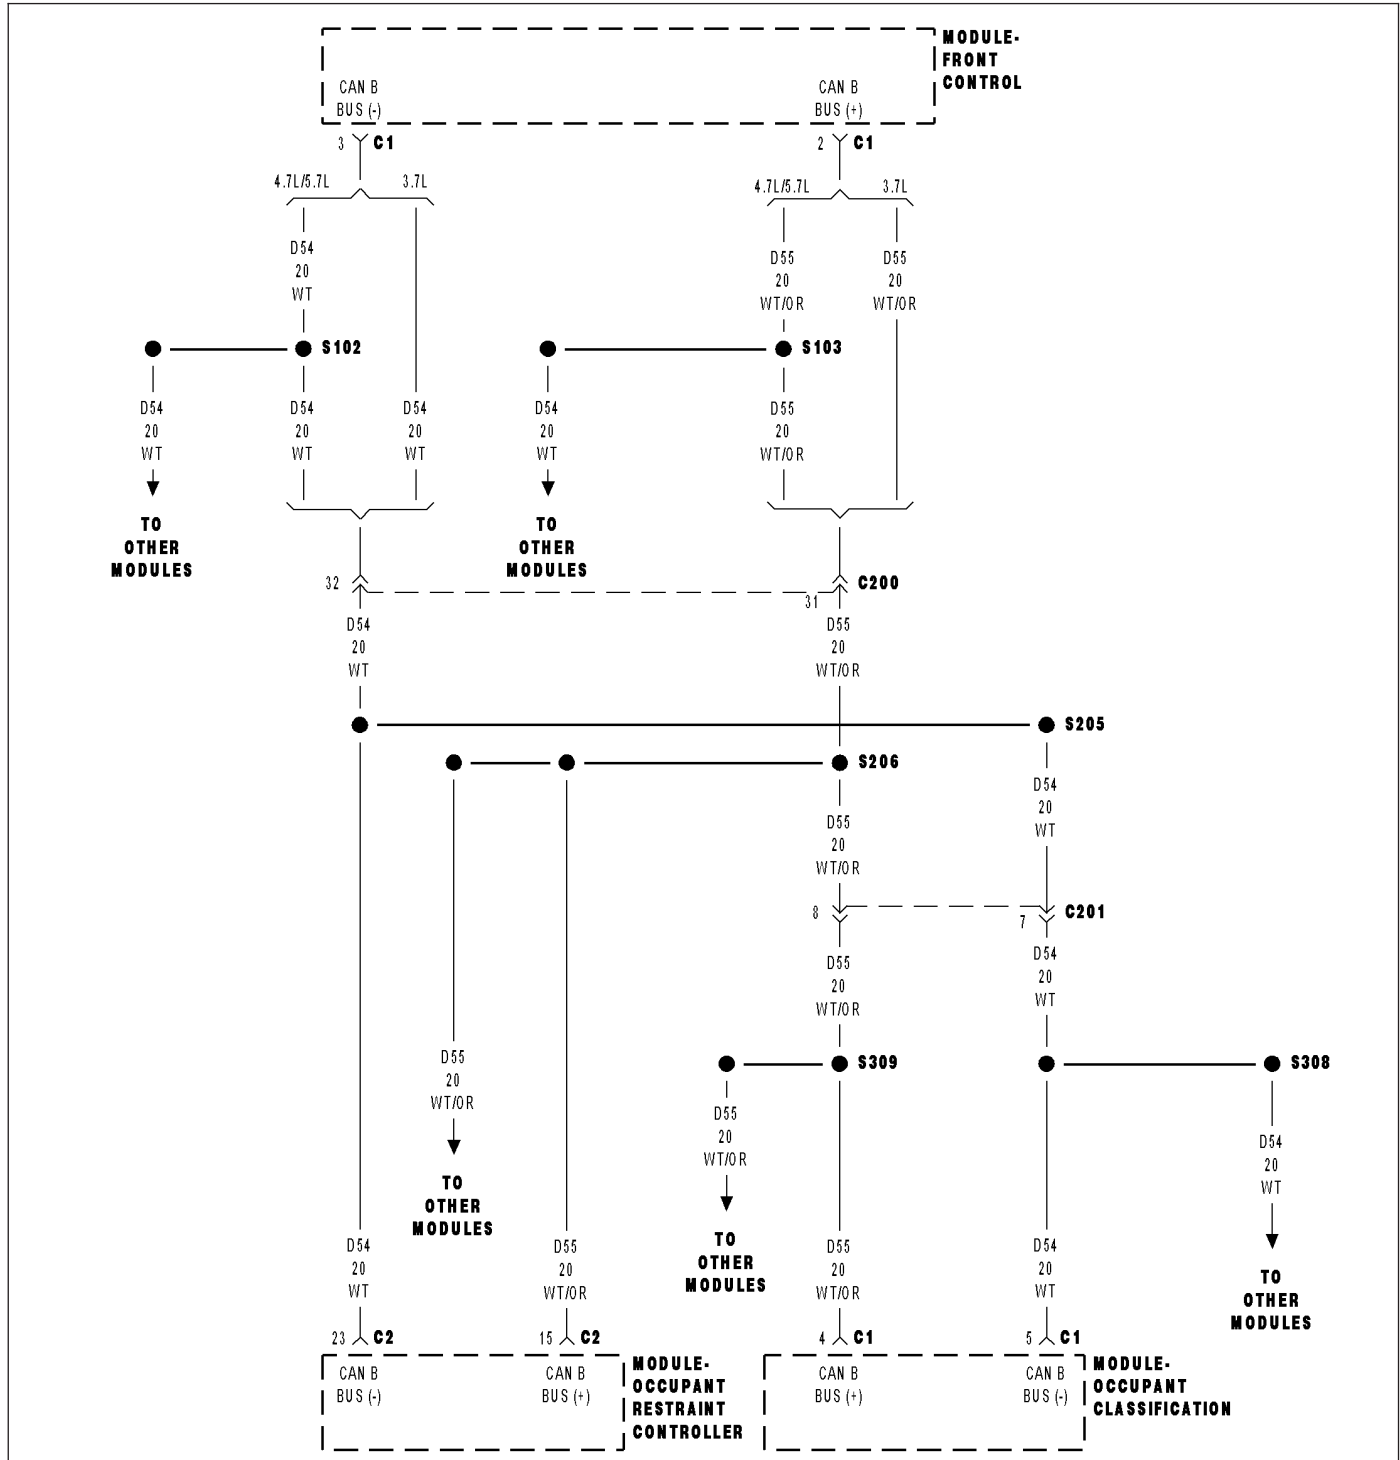 MODULE-
FRONT
CONTROL
CAN B
BUS (-)
CAN B
BUS (+)
3
C1
2
C1
4.7L/5.7L
3.7L
4.7L/5.7L
3.7L
D54
20
WT
D55
20
WT/OR
D55
20
WT/OR
S102
S103
D54
20
WT
D54
20
WT
D54
20
WT
D54
20
WT
D55
20
WT/OR
TO
OTHER
MODULES
TO
OTHER
MODULES
32
31
C200
D54
20
WT
D55
20
WT/OR
S205
S206
D54
20
WT
D55
20
WT/OR
8
7
C201
D55
20
WT/OR
D54
20
WT
S309
S308
D55
20
WT/OR
D55
20
WT/OR
D54
20
WT
TO
OTHER
MODULES
TO
OTHER
MODULES
TO
OTHER
MODULES
D54
20
WT
D55
20
WT/OR
D55
20
WT/OR
D54
20
WT
23
C2
15
C2
4
C1
5
C1
CAN B
BUS (-)
CAN B
BUS (+)
MODULE-
OCCUPANT
RESTRAINT
CONTROLLER
CAN B
BUS (+)
CAN B
BUS (-)
MODULE-
OCCUPANT
CLASSIFICATION